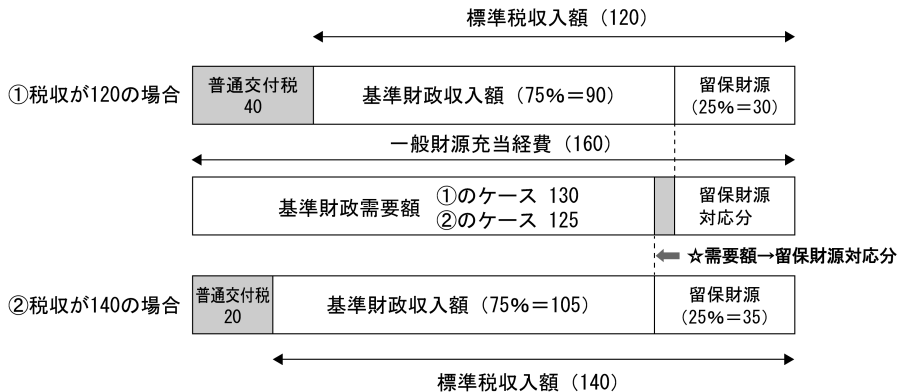 標準税収入額（120）
①税収が120の場合
普通交付税
40
基準財政収入額（75％＝90）
留保財源
（25％＝30）
一般財源充当経費（160）
基準財政需要額
①のケース 130
②のケース 125
留保財源
対応分
☆需要額→留保財源対応分
②税収が140の場合
普通交付税
20
基準財政収入額（75％＝105）
留保財源
（25％＝35）
標準税収入額（140）